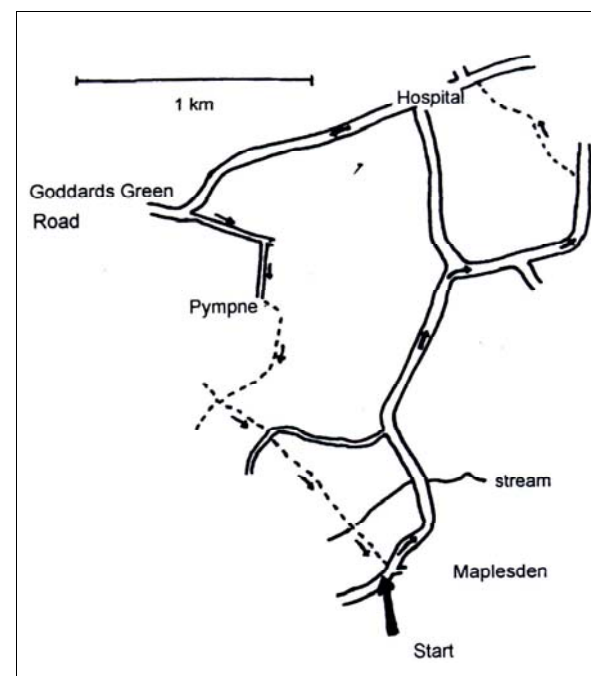 1 km
Hospital
Goddards Green
Road
Pympne
stream
Maplesden
Start